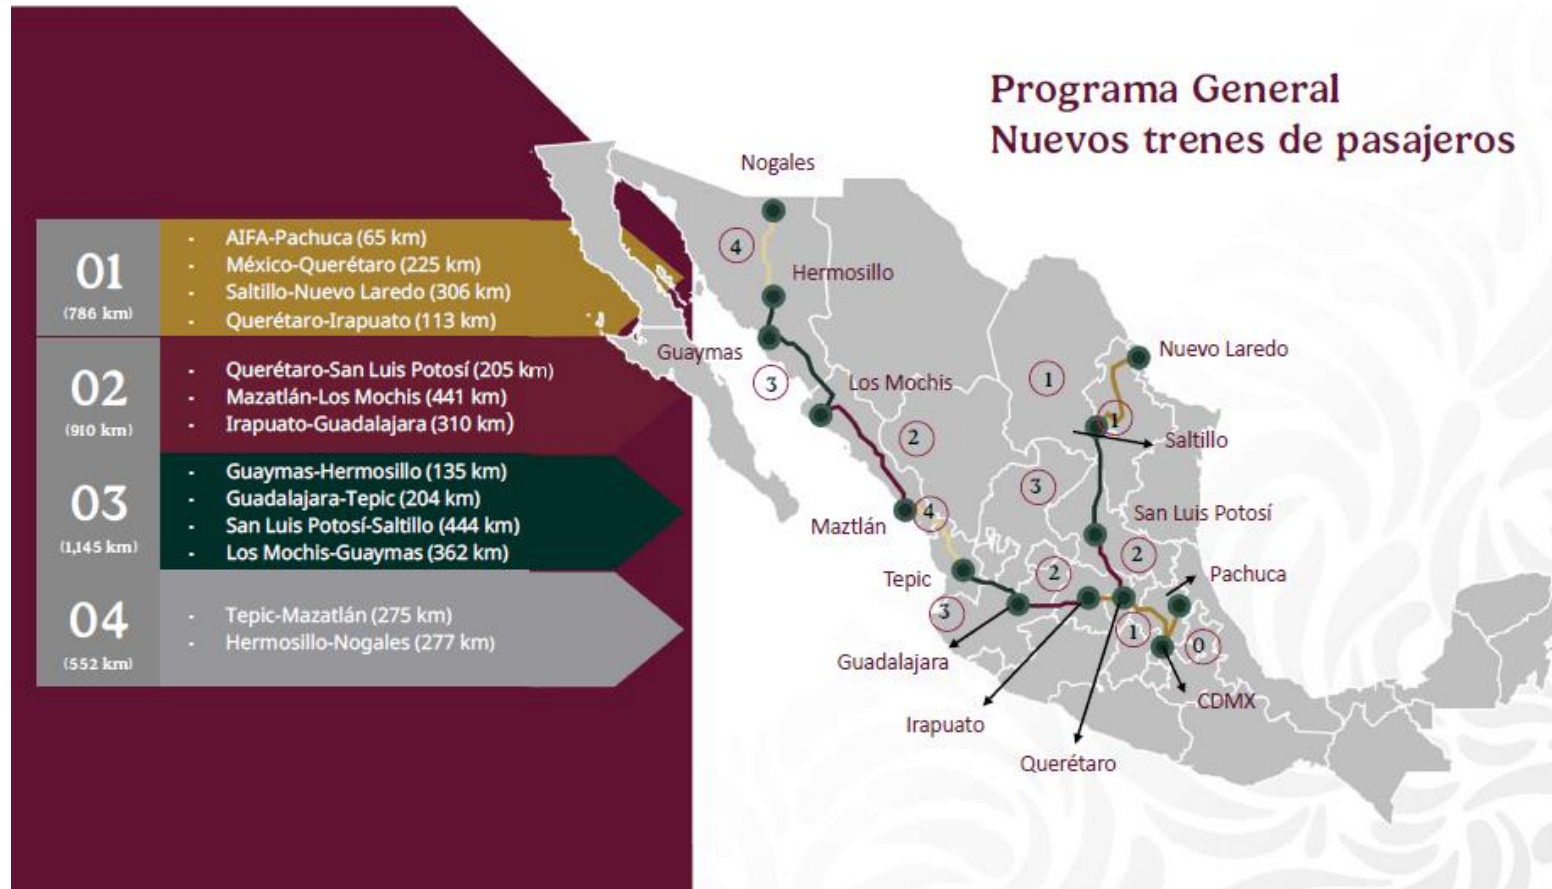 Programa General
Nuevos trenes de pasajeros
01
(786 km)
- AIFA-Pachuca (65 km)
- México-Querétaro (225 km)
- Saltillo-Nuevo Laredo (306 km)
- Querétaro-Irapuato (113 km)
02
(910 km)
- Querétaro-San Luis Potosí (205 km)
- Mazatlán-Los Mochis (441 km)
- Irapuato-Guadalajara (310 km)
03
(1,145 km)
- Guaymas-Hermosillo (135 km)
- Guadalajara-Tepic (204 km)
- San Luis Potosí-Saltillo (444 km)
- Los Mochis-Guaymas (362 km)
04
(552 km)
- Tepic-Mazatlán (275 km)
- Hermosillo-Nogales (277 km)
Nogales
4
Hermosillo
Guaymas
3
Los Mochis
1
Nuevo Laredo
1
Saltillo
2
3
Maztlán
4
San Luis Potosí
2
2
Tepic
Pachuca
3
1
0
Guadalajara
CDMX
Irapuato
Querétaro